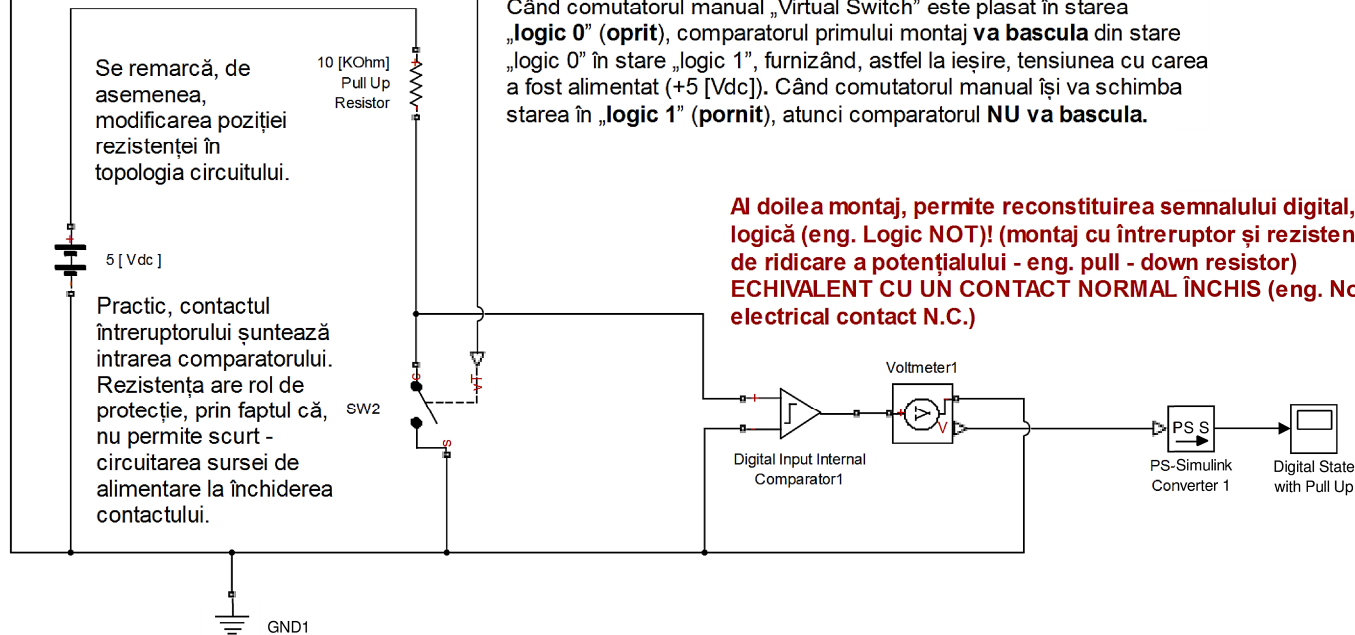 Când comutatorul manual „Virtual Switch” este plasat în starea
„logic 0” (oprit), comparatorul primului montaj va bascula din stare
„logic 0” în stare „logic 1”, furnizând, astfel la ieșire, tensiunea cu carea
a fost alimentat (+5 [Vdc]). Când comutatorul manual își va schimba
starea în „logic 1” (pornit), atunci comparatorul NU va bascula.
Se remarcă, de
asemenea,
modificarea poziției
rezistenței în
topologia circuitului.
10 [KOhm]
Pull Up
Resistor
+
Al doilea montaj, permite reconstituirea semnalului digital,
logică (eng. Logic NOT)! (montaj cu întreruptor și rezisten
de ridicare a potențialului - eng. pull - down resistor)
ECHIVALENT CU UN CONTACT NORMAL ÎNCHIS (eng. No
electrical contact N.C.)
+
5 [ Vdc ]
Practic, contactul
întreruptorului șuntează
intrarea comparatorului.
Rezistența are rol de
protecție, prin faptul că,
nu permite scurt -
circuitarea sursei de
alimentare la închiderea
contactului.
SW2
s
vT
s
+
-
Digital Input Internal
Comparator1
Voltmeter1
+
V
V
PS S
PS-Simulink
Converter 1
Digital State
with Pull Up
GND1